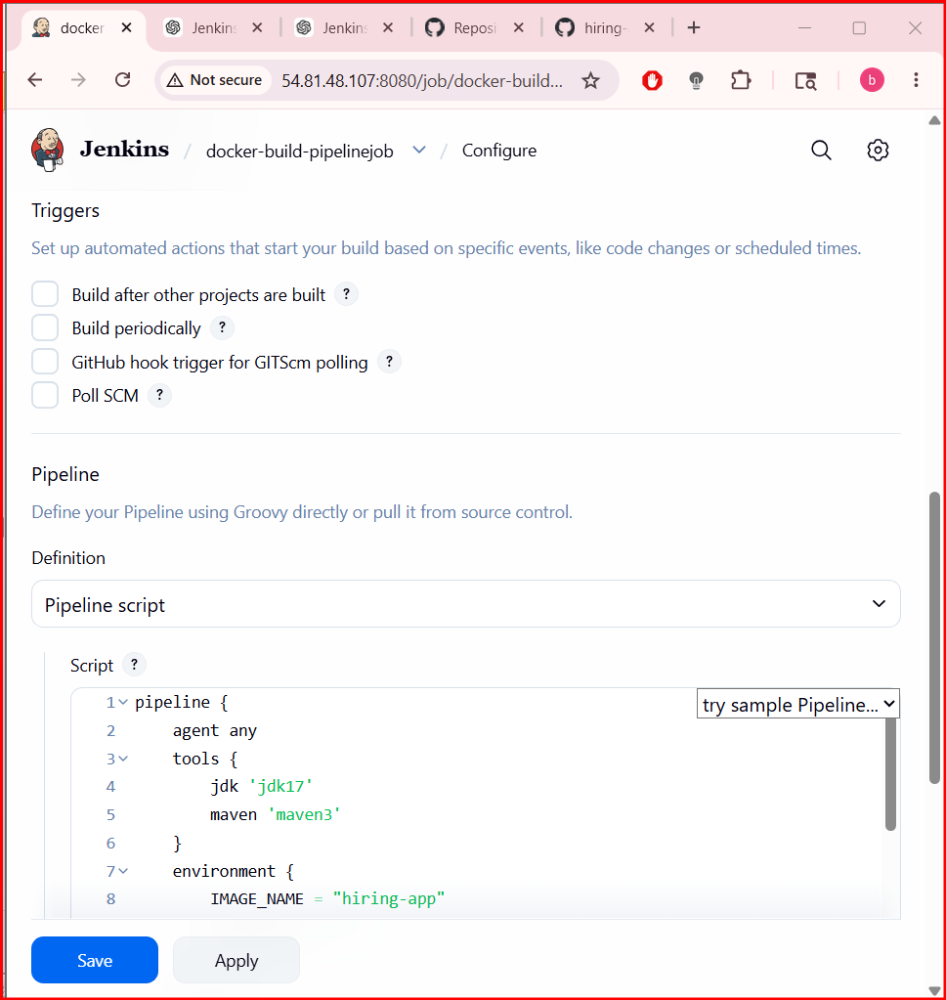 docker
Jenkins
Jenkins
Reposi
hiring-
Not secure
54.81.48.107:8080/job/docker-build...
b
Jenkins / docker-build-pipelinejob / Configure
Triggers
Set up automated actions that start your build based on specific events, like code changes or scheduled times.
Build after other projects are built ?
Build periodically ?
GitHub hook trigger for GITScm polling ?
Poll SCM ?
Pipeline
Define your Pipeline using Groovy directly or pull it from source control.
Definition
Pipeline script
Script ?
try sample Pipeline...
1 pipeline {
2 agent any
3 tools {
4 jdk 'jdk17'
5 maven 'maven3'
6 }
7 environment {
8 IMAGE_NAME = "hiring-app"
Save
Apply